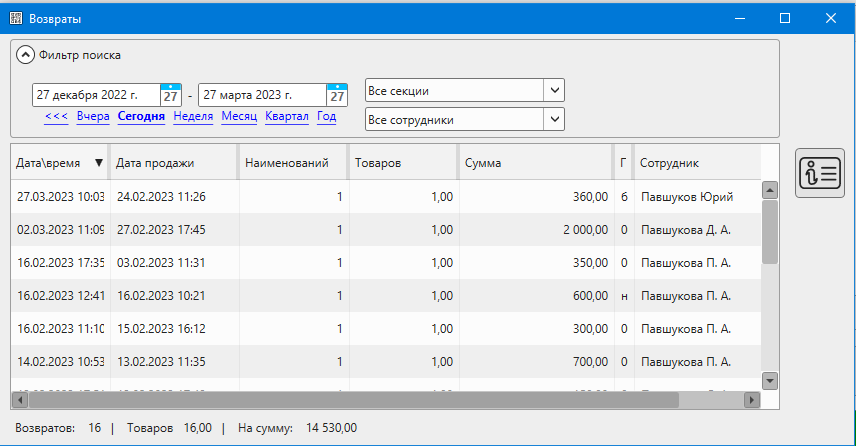 Возвраты
Фильтр поиска
27 декабря 2022 г. 27 - 27 марта 2023 г. 27 Все секции
<<< Вчера Сегодня Неделя Месяц Квартал Год Все сотрудники
Дата\время ▼ Дата продажи Наименований Товаров Сумма Г Сотрудник
27.03.2023 10:03 24.02.2023 11:26 1 1,00 360,00 6 Павшуков Юрий
02.03.2023 11:09 27.02.2023 17:45 1 1,00 2 000,00 0 Павшукова Д. А.
16.02.2023 17:35 03.02.2023 11:31 1 1,00 350,00 0 Павшукова П. А.
16.02.2023 12:41 16.02.2023 10:21 1 1,00 600,00 н Павшукова П. А.
16.02.2023 11:10 15.02.2023 16:12 1 1,00 300,00 0 Павшукова П. А.
14.02.2023 10:53 13.02.2023 11:35 1 1,00 700,00 0 Павшукова П. А.
Возвратов: 16 | Товаров 16,00 | На сумму: 14 530,00